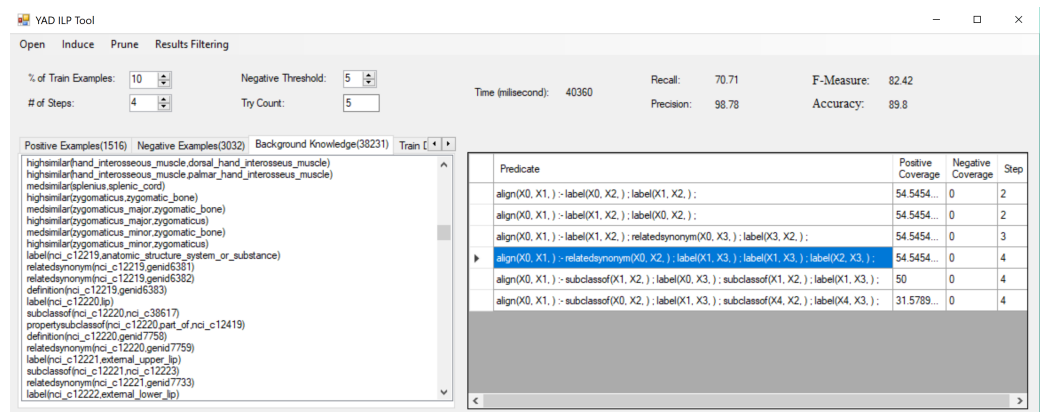 YAD ILP Tool
Open Induce Prune Results Filtering
% of Train Examples: 10 Negative Threshold: 5
# of Steps: 4 Try Count: 5
Time (milisecond): 40360
Recall: 70.71 F-Measure: 82.42
Precision: 98.78 Accuracy: 89.8
Positive Examples(1516) Negative Examples(3032) Background Knowledge(38231) Train D
highsimilar(hand_interosseous_muscle,dorsal_hand_interosseus_muscle)
highsimilar(hand_interosseous_muscle,palmar_hand_interosseus_muscle)
medsimilar(splenius,splenic_cord)
highsimilar(zygomaticus,zygomatic_bone)
medsimilar(zygomaticus_major,zygomatic_bone)
highsimilar(zygomaticus_major,zygomaticus)
medsimilar(zygomaticus_minor,zygomatic_bone)
highsimilar(zygomaticus_minor,zygomaticus)
label(nci_c12219,anatomic_structure_system_or_substance)
relatedsynonym(nci_c12219,genid6381)
relatedsynonym(nci_c12219,genid6382)
definition(nci_c12219,genid6383)
label(nci_c12220,lip)
subclassof(nci_c12220,nci_c38617)
propertysubclassof(nci_c12220,part_of,nci_c12419)
definition(nci_c12220,genid7758)
relatedsynonym(nci_c12220,genid7759)
label(nci_c12221,external_upper_lip)
subclassof(nci_c12221,nci_c12223)
relatedsynonym(nci_c12221,genid7733)
label(nci_c12222,external_lower_lip)
Predicate Positive Coverage Negative Coverage Step
align(X0, X1, ) :- label(X0, X2, ) ; label(X1, X2, ) ; 54.5454... 0 2
align(X0, X1, ) :- label(X1, X2, ) ; label(X0, X2, ) ; 54.5454... 0 2
align(X0, X1, ) :- label(X1, X2, ) ; relatedsynonym(X0, X3, ) ; label(X3, X2, ) ; 54.5454... 0 3
align(X0, X1, ) :- relatedsynonym(X0, X2, ) ; label(X1, X3, ) ; label(X1, X3, ) ; label(X2, X3, ) ; 54.5454... 0 4
align(X0, X1, ) :- subclassof(X1, X2, ) ; label(X0, X3, ) ; subclassof(X1, X2, ) ; label(X1, X3, ) ; 50 0 4
align(X0, X1, ) :- subclassof(X0, X2, ) ; label(X1, X3, ) ; subclassof(X4, X2, ) ; label(X4, X3, ) ; 31.5789... 0 4